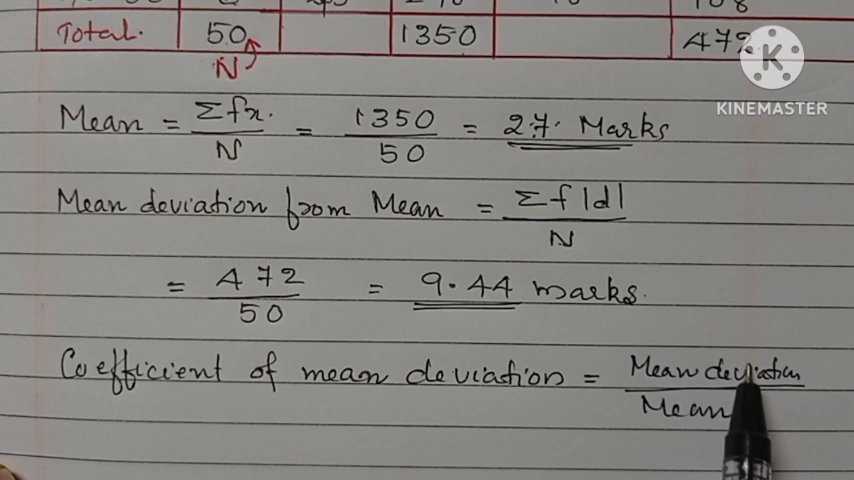 Total. 50 1350 472
N
KINEMASTER
Mean = Σfx. / N = 1350 / 50 = 27. Marks
Mean deviation from Mean = Σf|d| / N
= 472 / 50 = 9.44 marks.
Coefficient of mean deviation = Mean deviation / Mean